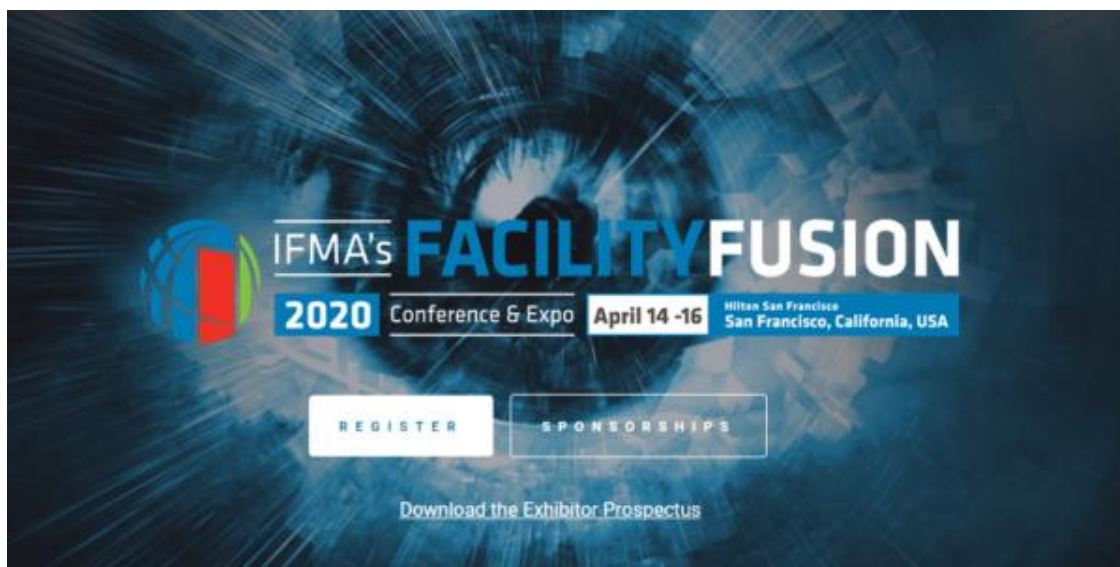 IFMA's FACILITYFUSION
2020 Conference & Expo April 14 -16 Hilton San Francisco
San Francisco, California, USA
REGISTER SPONSORSHIPS
Download the Exhibitor Prospectus